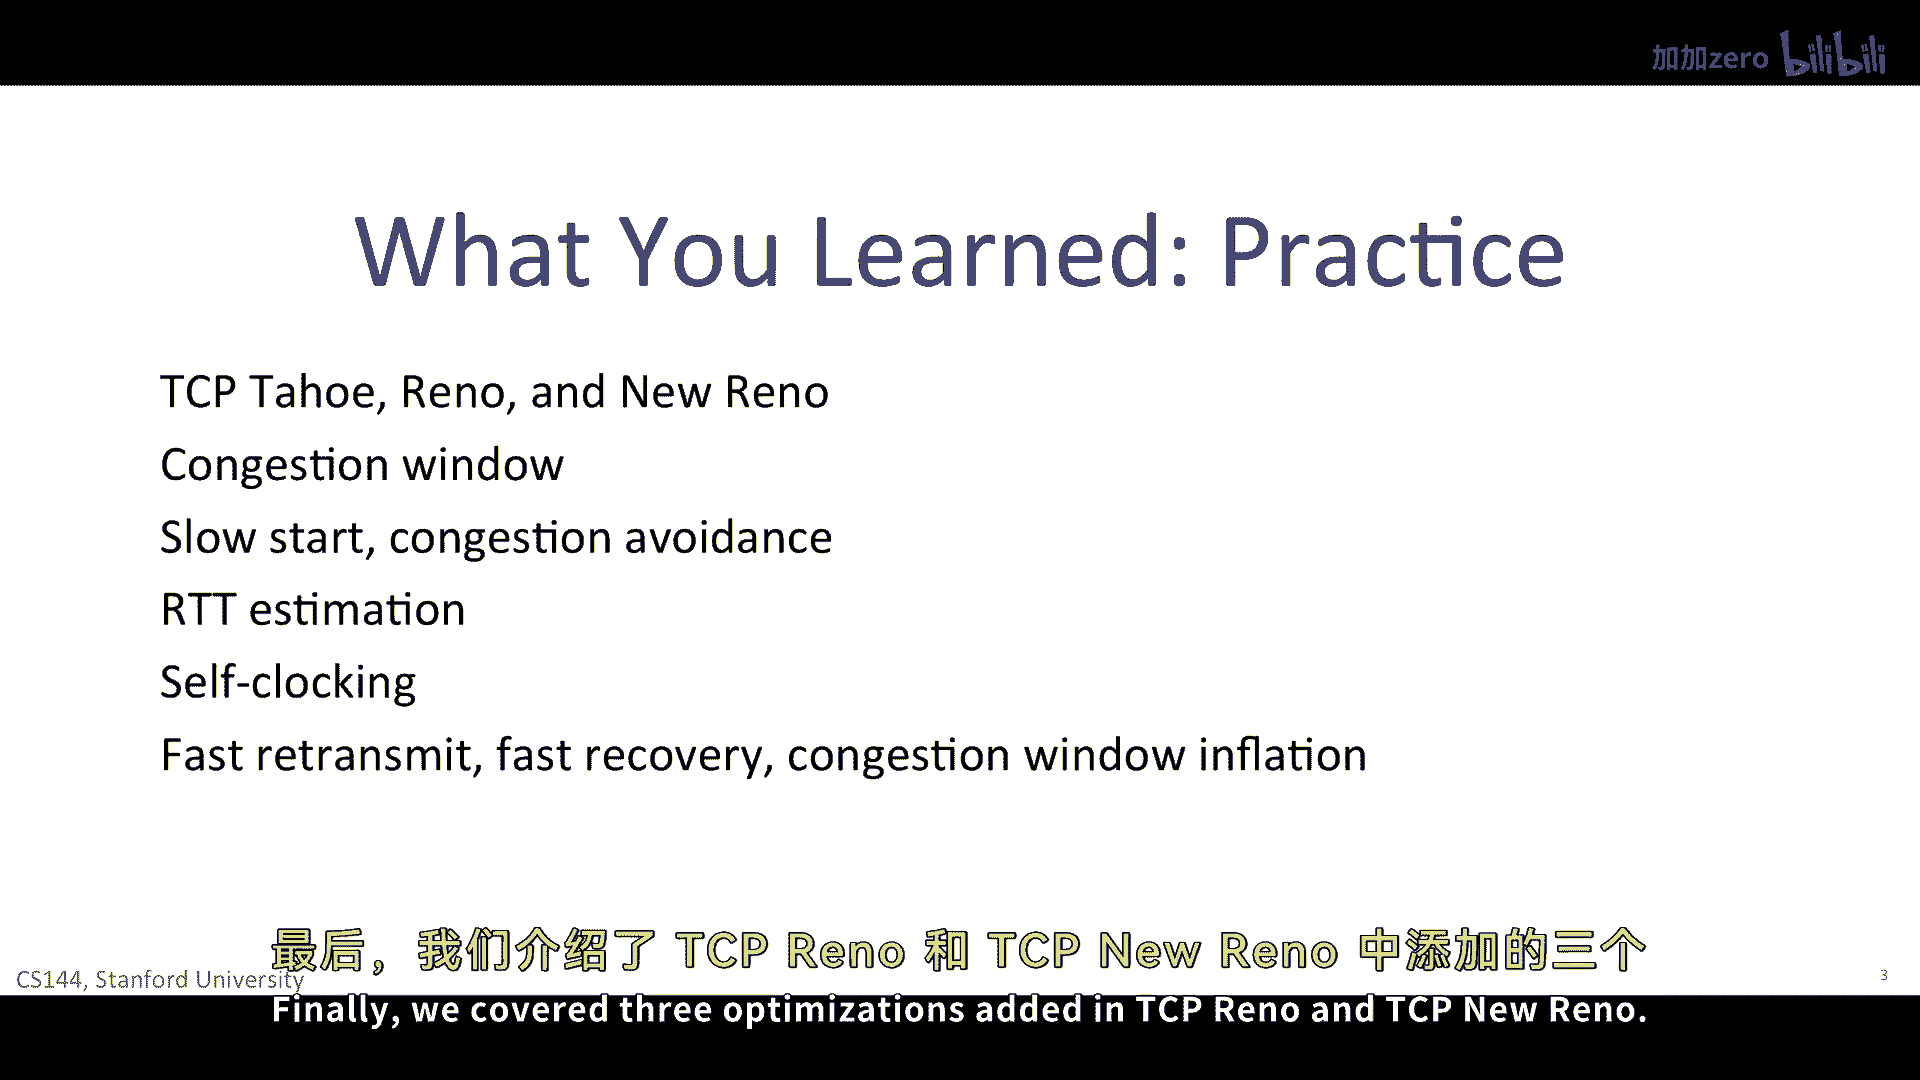 加加zero bilibili
What You Learned: Practice
TCP Tahoe, Reno, and New Reno
Congestion window
Slow start, congestion avoidance
RTT estimation
Self-clocking
Fast retransmit, fast recovery, congestion window inflation
最后，我们介绍了 TCP Reno 和 TCP New Reno 中添加的三个
CS144, Stanford University
3
Finally, we covered three optimizations added in TCP Reno and TCP New Reno.